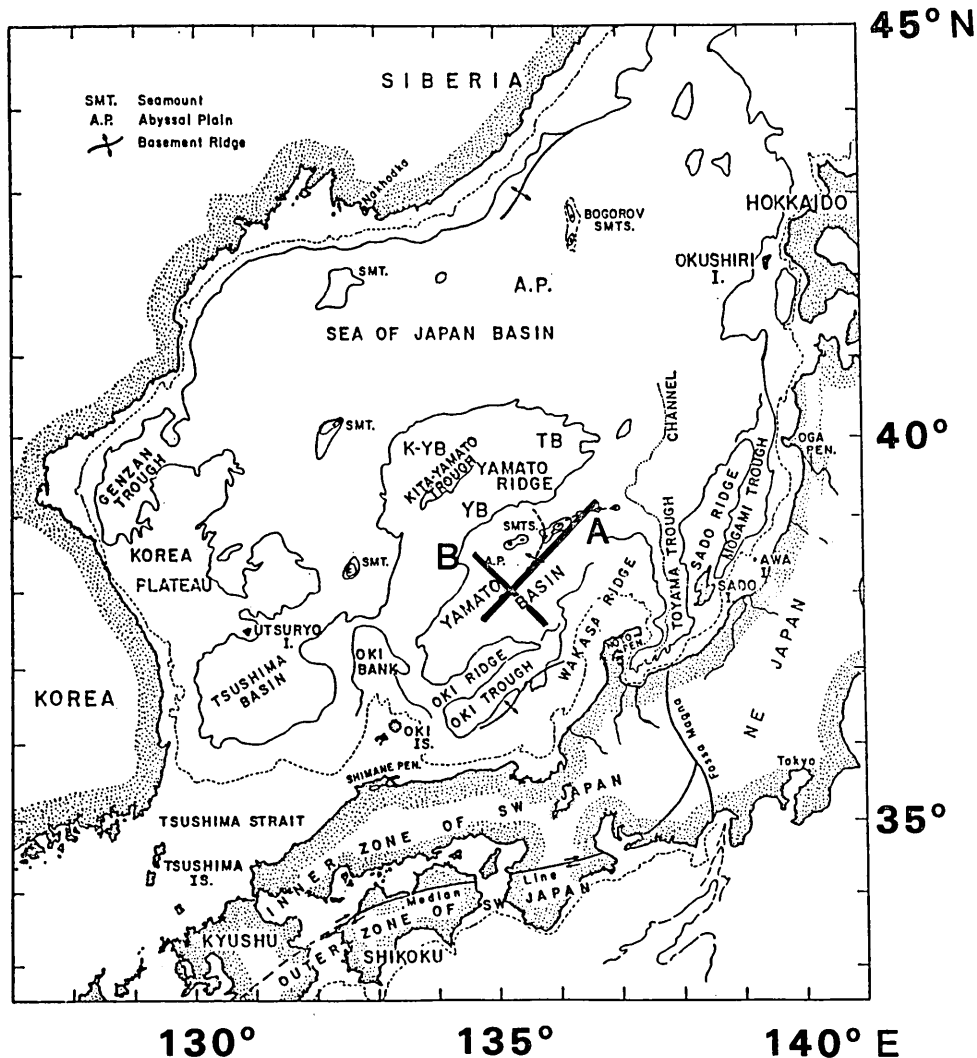 45° N
SIBERIA
SMT. Seamount
A.P. Abyssal Plain
Basement Ridge
Nakhodka
HOKKAIDO
BOGOROV
SMTS.
OKUSHIRI
I.
SMT.
A.P.
SEA OF JAPAN BASIN
CHANNEL
40°
SMT.
K-YB
TB
OGA
PEN.
KITA-YAMATO
TROUGH
YAMATO
RIDGE
GENZAN
TROUGH
YB
SMTS.
A
B
A.P.
KOREA
PLATEAU
SMT.
YAMATO
BASIN
TOYAMA TROUGH
SADO RIDGE
MOGAMI TROUGH
AWA
I.
SADO
I.
WAKASA RIDGE
NOTO
PEN.
UTSURYO
I.
TSUSHIMA
BASIN
OKI
BANK
OKI RIDGE
OKI TROUGH
KOREA
OKI
IS.
NE JAPAN
Fossa Magna
Tokyo
SHIMANE PEN.
TSUSHIMA STRAIT
35°
INNER ZONE OF SW JAPAN
TSUSHIMA
IS.
Median Line
OUTER ZONE OF SW JAPAN
KYUSHU
SHIKOKU
130° 135° 140° E